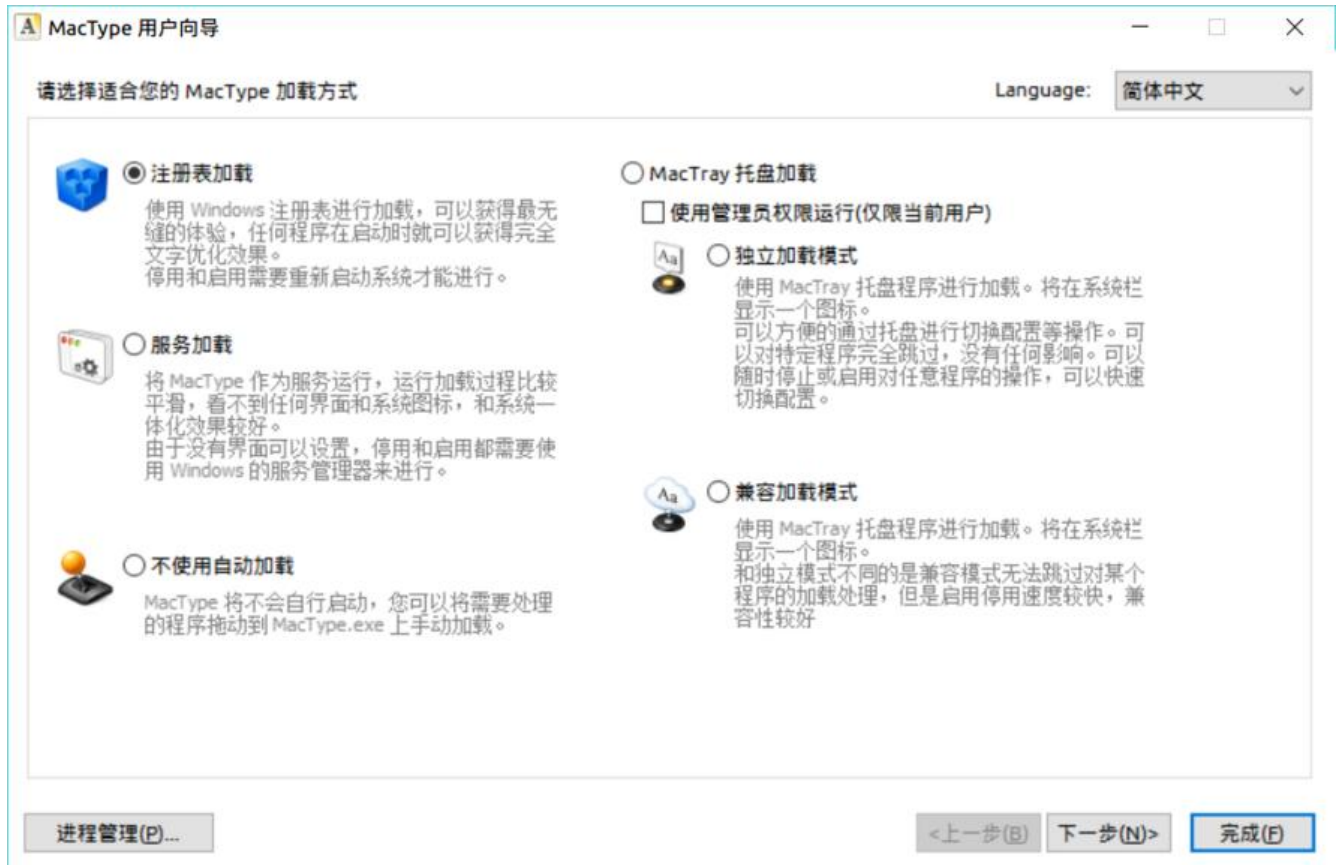 MacType 用户向导
请选择适合您的 MacType 加载方式
Language: 简体中文
注册表加载
使用 Windows 注册表进行加载，可以获得最无
缝的体验，任何程序在启动时就可以获得完全
文字优化效果。
停用和启用需要重新启动系统才能进行。
服务加载
将 MacType 作为服务运行，运行加载过程比较
平滑，看不到任何界面和系统图标，和系统一
体化效果较好。
由于没有界面可以设置，停用和启用都需要使
用 Windows 的服务管理器来进行。
不使用自动加载
MacType 将不会自行启动，您可以将需要处理
的程序拖动到 MacType.exe 上手动加载。
MacTray 托盘加载
使用管理员权限运行(仅限当前用户)
独立加载模式
使用 MacTray 托盘程序进行加载。将在系统栏
显示一个图标。
可以方便的通过托盘进行切换配置等操作。可
以对特定程序完全跳过，没有任何影响。可以
随时停止或启用对任意程序的操作，可以快速
切换配置。
兼容加载模式
使用 MacTray 托盘程序进行加载。将在系统栏
显示一个图标。
和独立模式不同的是兼容模式无法跳过对某个
程序的加载处理，但是启用停用速度较快，兼
容性较好
进程管理(P)...
<上一步(B)
下一步(N)>
完成(F)